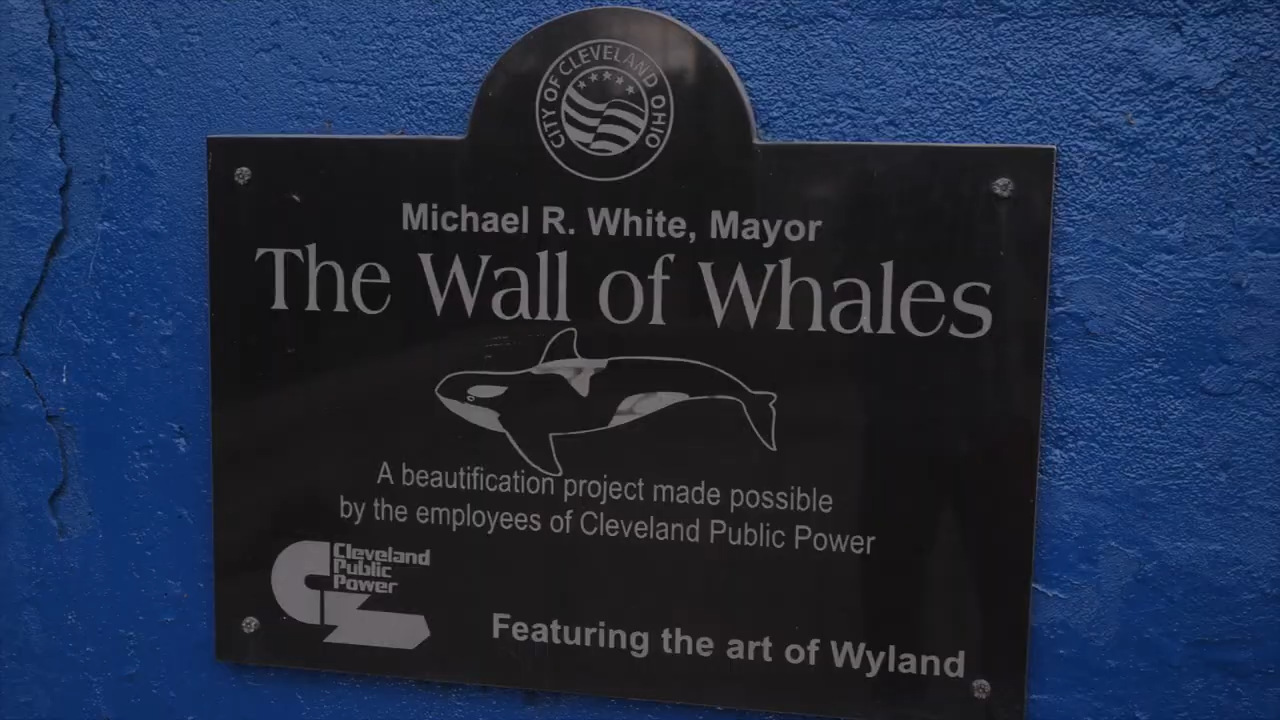 CITY OF CLEVELAND OHIO
Michael R. White, Mayor
The Wall of Whales
A beautification project made possible
by the employees of Cleveland Public Power
Cleveland
Public
Power
Featuring the art of Wyland